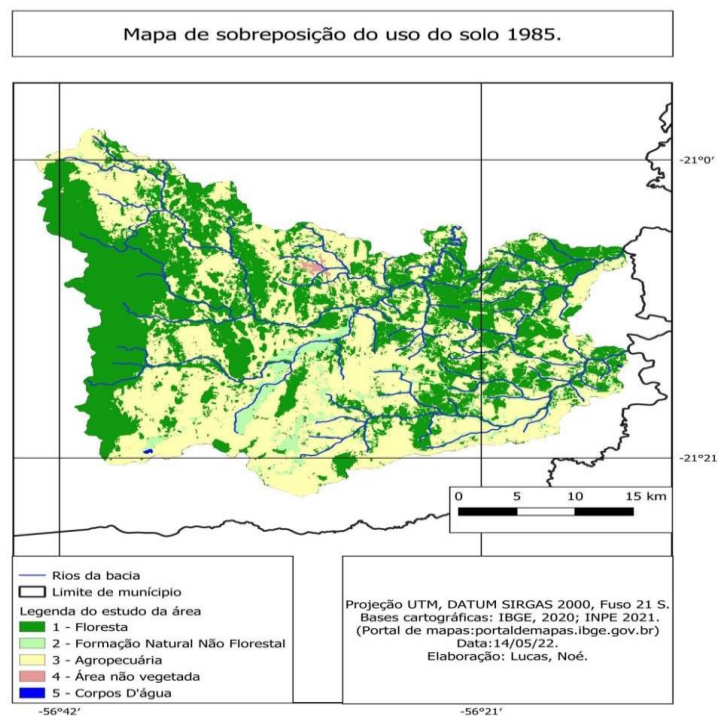 Mapa de sobreposição do uso do solo 1985.
-21°0'
-21°21
0 5 10 15 km
Rios da bacia
Limite de munícipio
Legenda do estudo da área
1 - Floresta
2 - Formação Natural Não Florestal
3 - Agropecuária
4 - Área não vegetada
5 - Corpos D'água
Projeção UTM, DATUM SIRGAS 2000, Fuso 21 S.
Bases cartográficas: IBGE, 2020; INPE 2021.
(Portal de mapas:portaldemapas.ibge.gov.br)
Data:14/05/22.
Elaboração: Lucas, Noé.
-56°42'
-56°21'